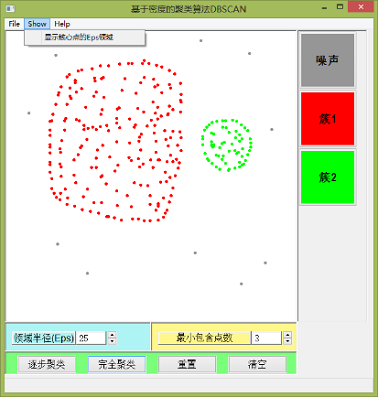 基于密度的聚类算法DBSCAN
File Show Help
显示核心点的Eps领域
噪声
簇1
簇2
领域半径(Eps) 25 最小包含点数 3
逐步聚类 完全聚类 重置 清空